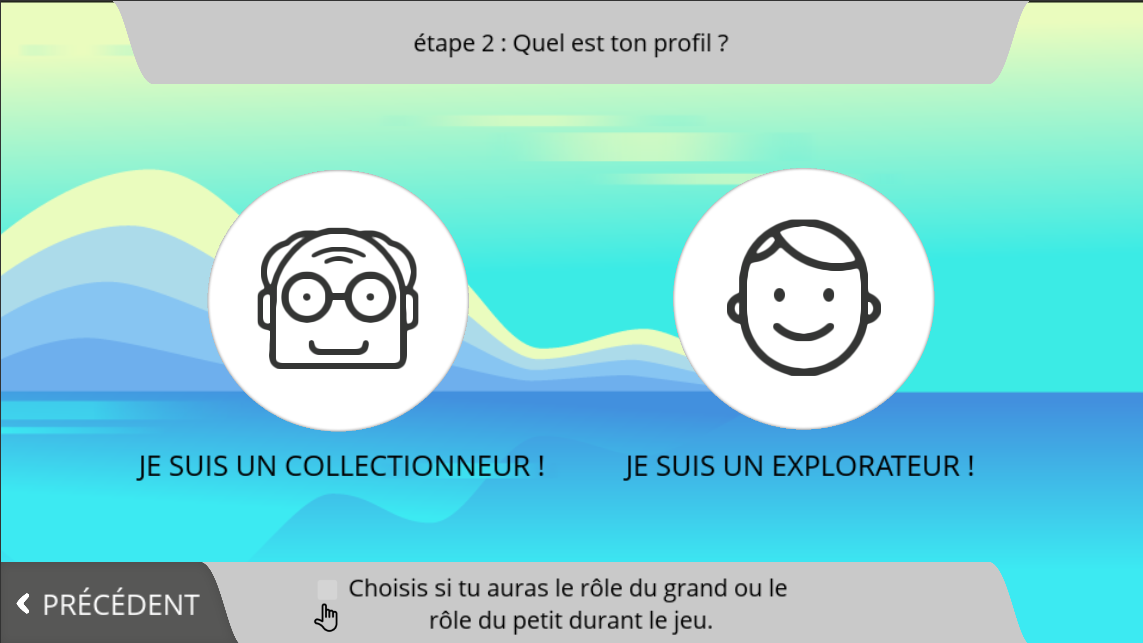 étape 2 : Quel est ton profil ?
JE SUIS UN COLLECTIONNEUR !
JE SUIS UN EXPLORATEUR !
PRÉCÉDENT
Choisis si tu auras le rôle du grand ou le
rôle du petit durant le jeu.